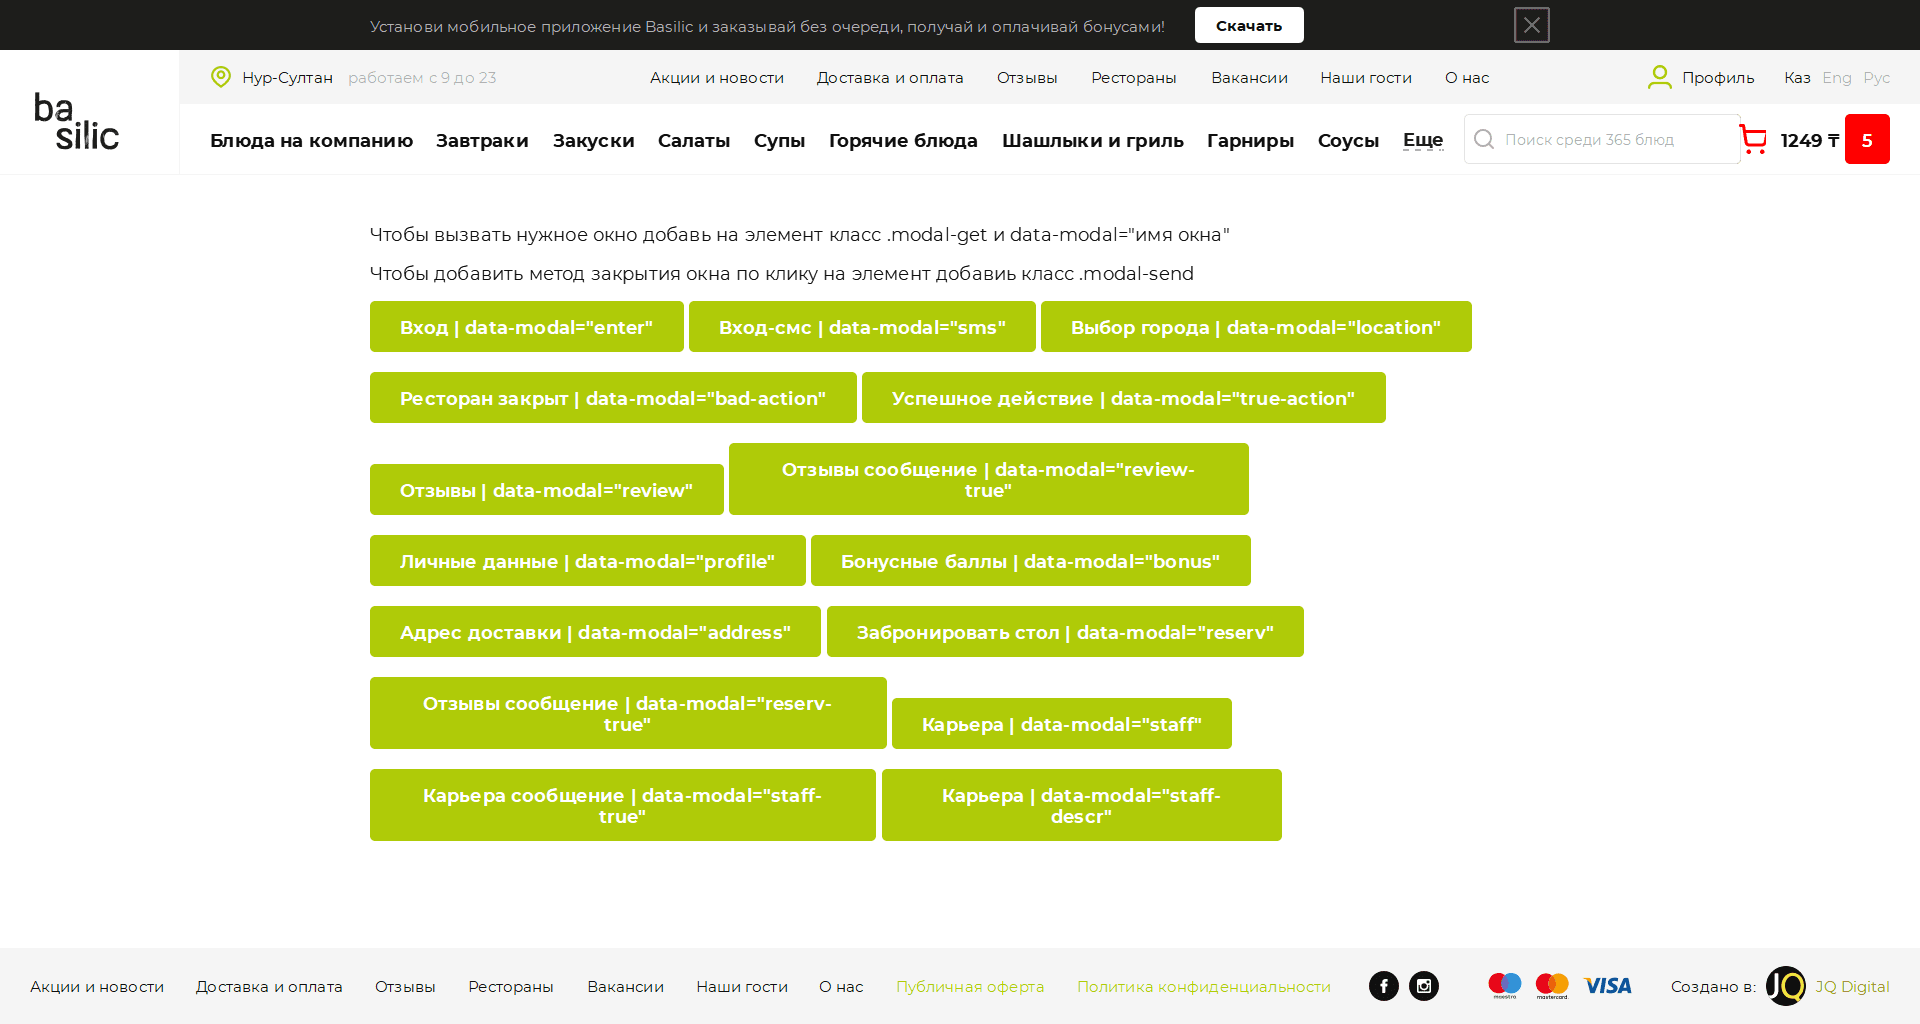 Установи мобильное приложение Basilic и заказывай без очереди, получай и оплачивай бонусами!
Скачать
ba
silic
Нур-Султан работаем с 9 до 23
Акции и новости Доставка и оплата Отзывы Рестораны Вакансии Наши гости О нас
Профиль Каз Eng Рус
Блюда на компанию Завтраки Закуски Салаты Супы Горячие блюда Шашлыки и гриль Гарниры Соусы Еще
Поиск среди 365 блюд
1249 ₸ 5
Чтобы вызвать нужное окно добавь на элемент класс .modal-get и data-modal="имя окна"
Чтобы добавить метод закрытия окна по клику на элемент добавиь класс .modal-send
Вход | data-modal="enter"
Вход-смс | data-modal="sms"
Выбор города | data-modal="location"
Ресторан закрыт | data-modal="bad-action"
Успешное действие | data-modal="true-action"
Отзывы | data-modal="review"
Отзывы сообщение | data-modal="review-
true"
Личные данные | data-modal="profile"
Бонусные баллы | data-modal="bonus"
Адрес доставки | data-modal="address"
Забронировать стол | data-modal="reserv"
Отзывы сообщение | data-modal="reserv-
true"
Карьера | data-modal="staff"
Карьера сообщение | data-modal="staff-
true"
Карьера | data-modal="staff-
descr"
Акции и новости Доставка и оплата Отзывы Рестораны Вакансии Наши гости О нас Публичная оферта Политика конфиденциальности
maestro
mastercard.
VISA
Создано в: JQ JQ Digital